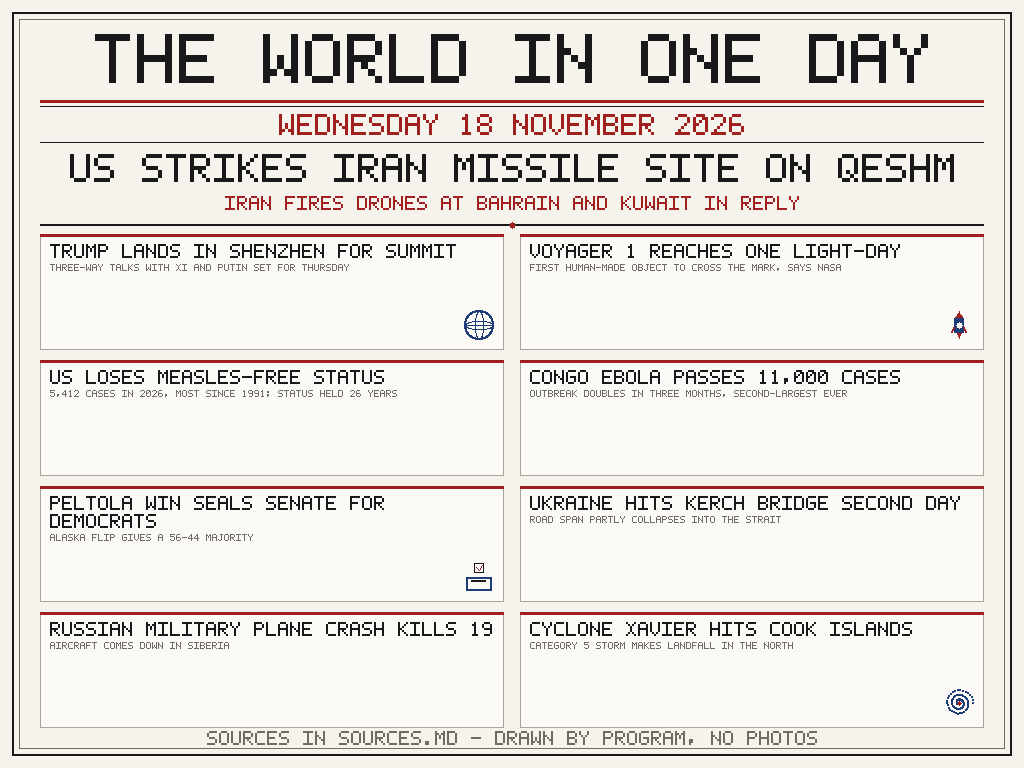 THE WORLD IN ONE DAY
WEDNESDAY 18 NOVEMBER 2026
US STRIKES IRAN MISSILE SITE ON QESHM
IRAN FIRES DRONES AT BAHRAIN AND KUWAIT IN REPLY
TRUMP LANDS IN SHENZHEN FOR SUMMIT
THREE-WAY TALKS WITH XI AND PUTIN SET FOR THURSDAY
VOYAGER 1 REACHES ONE LIGHT-DAY
FIRST HUMAN-MADE OBJECT TO CROSS THE MARK, SAYS NASA
US LOSES MEASLES-FREE STATUS
5,412 CASES IN 2026, MOST SINCE 1991; STATUS HELD 26 YEARS
CONGO EBOLA PASSES 11,000 CASES
OUTBREAK DOUBLES IN THREE MONTHS, SECOND-LARGEST EVER
PELTOLA WIN SEALS SENATE FOR
DEMOCRATS
ALASKA FLIP GIVES A 56-44 MAJORITY
UKRAINE HITS KERCH BRIDGE SECOND DAY
ROAD SPAN PARTLY COLLAPSES INTO THE STRAIT
RUSSIAN MILITARY PLANE CRASH KILLS 19
AIRCRAFT COMES DOWN IN SIBERIA
CYCLONE XAVIER HITS COOK ISLANDS
CATEGORY 5 STORM MAKES LANDFALL IN THE NORTH
SOURCES IN SOURCES.MD - DRAWN BY PROGRAM, NO PHOTOS